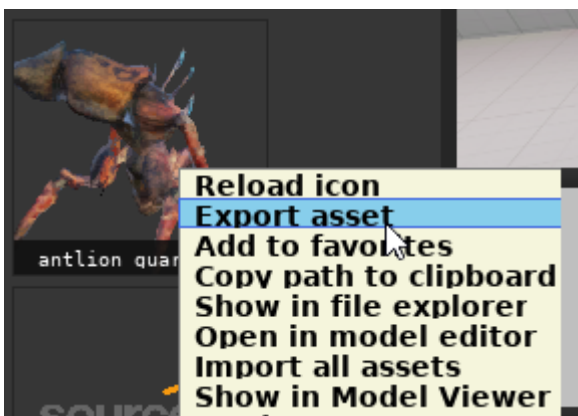 Reload icon
Export asset
Add to favorites
antlion quar
Copy path to clipboard
Show in file explorer
Open in model editor
Import all assets
Show in Model Viewer